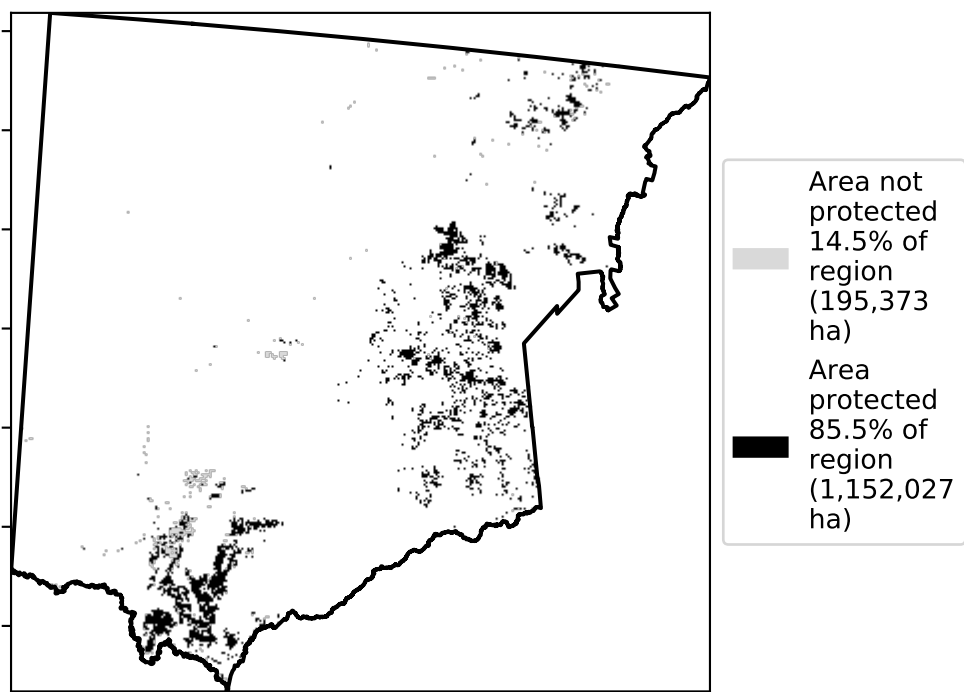 Area not
protected
14.5% of
region
(195,373
ha)
Area
protected
85.5% of
region
(1,152,027
ha)